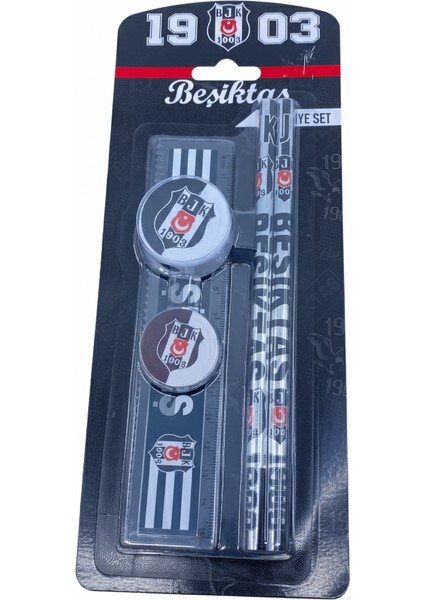 19 03
BJK
1903
Beşiktaş
İYE SET
BJK
1903
BJK
1903
BJK
1903
BEŞİKTAŞ
BEŞİKTAŞ